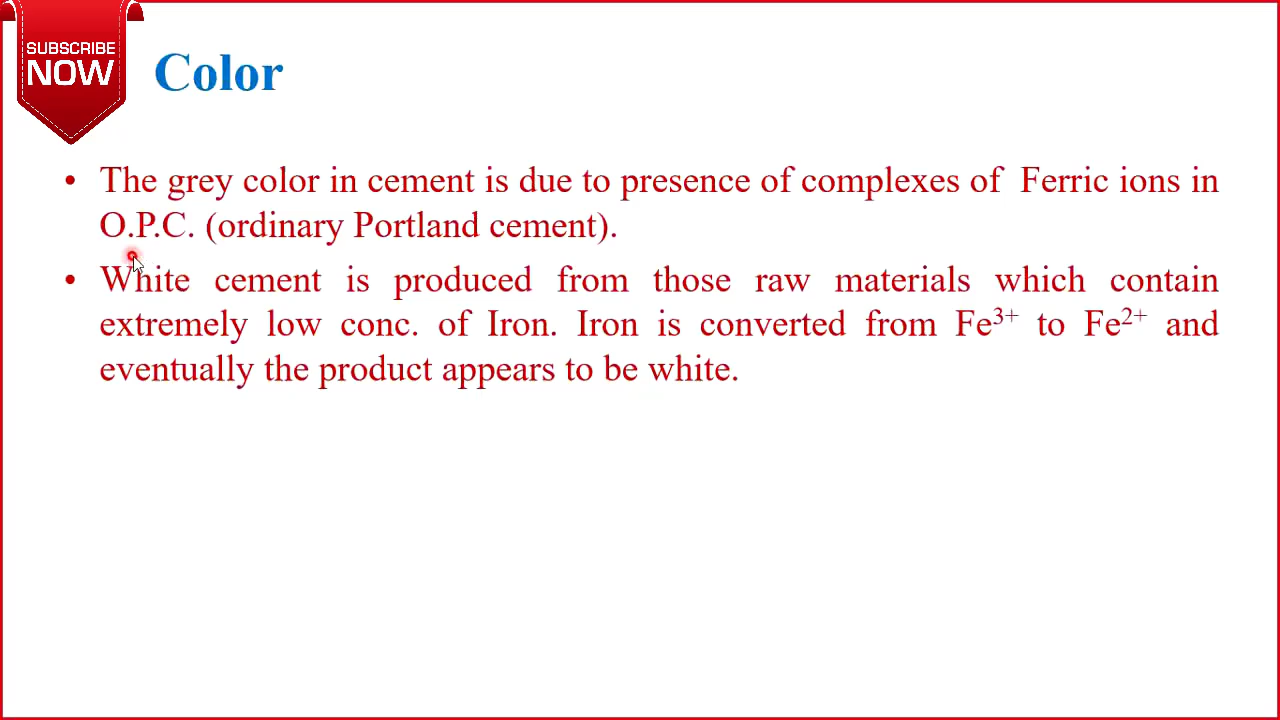 SUBSCRIBE
NOW
Color
• The grey color in cement is due to presence of complexes of Ferric ions in
O.P.C. (ordinary Portland cement).
• White cement is produced from those raw materials which contain
extremely low conc. of Iron. Iron is converted from Fe³⁺ to Fe²⁺ and
eventually the product appears to be white.